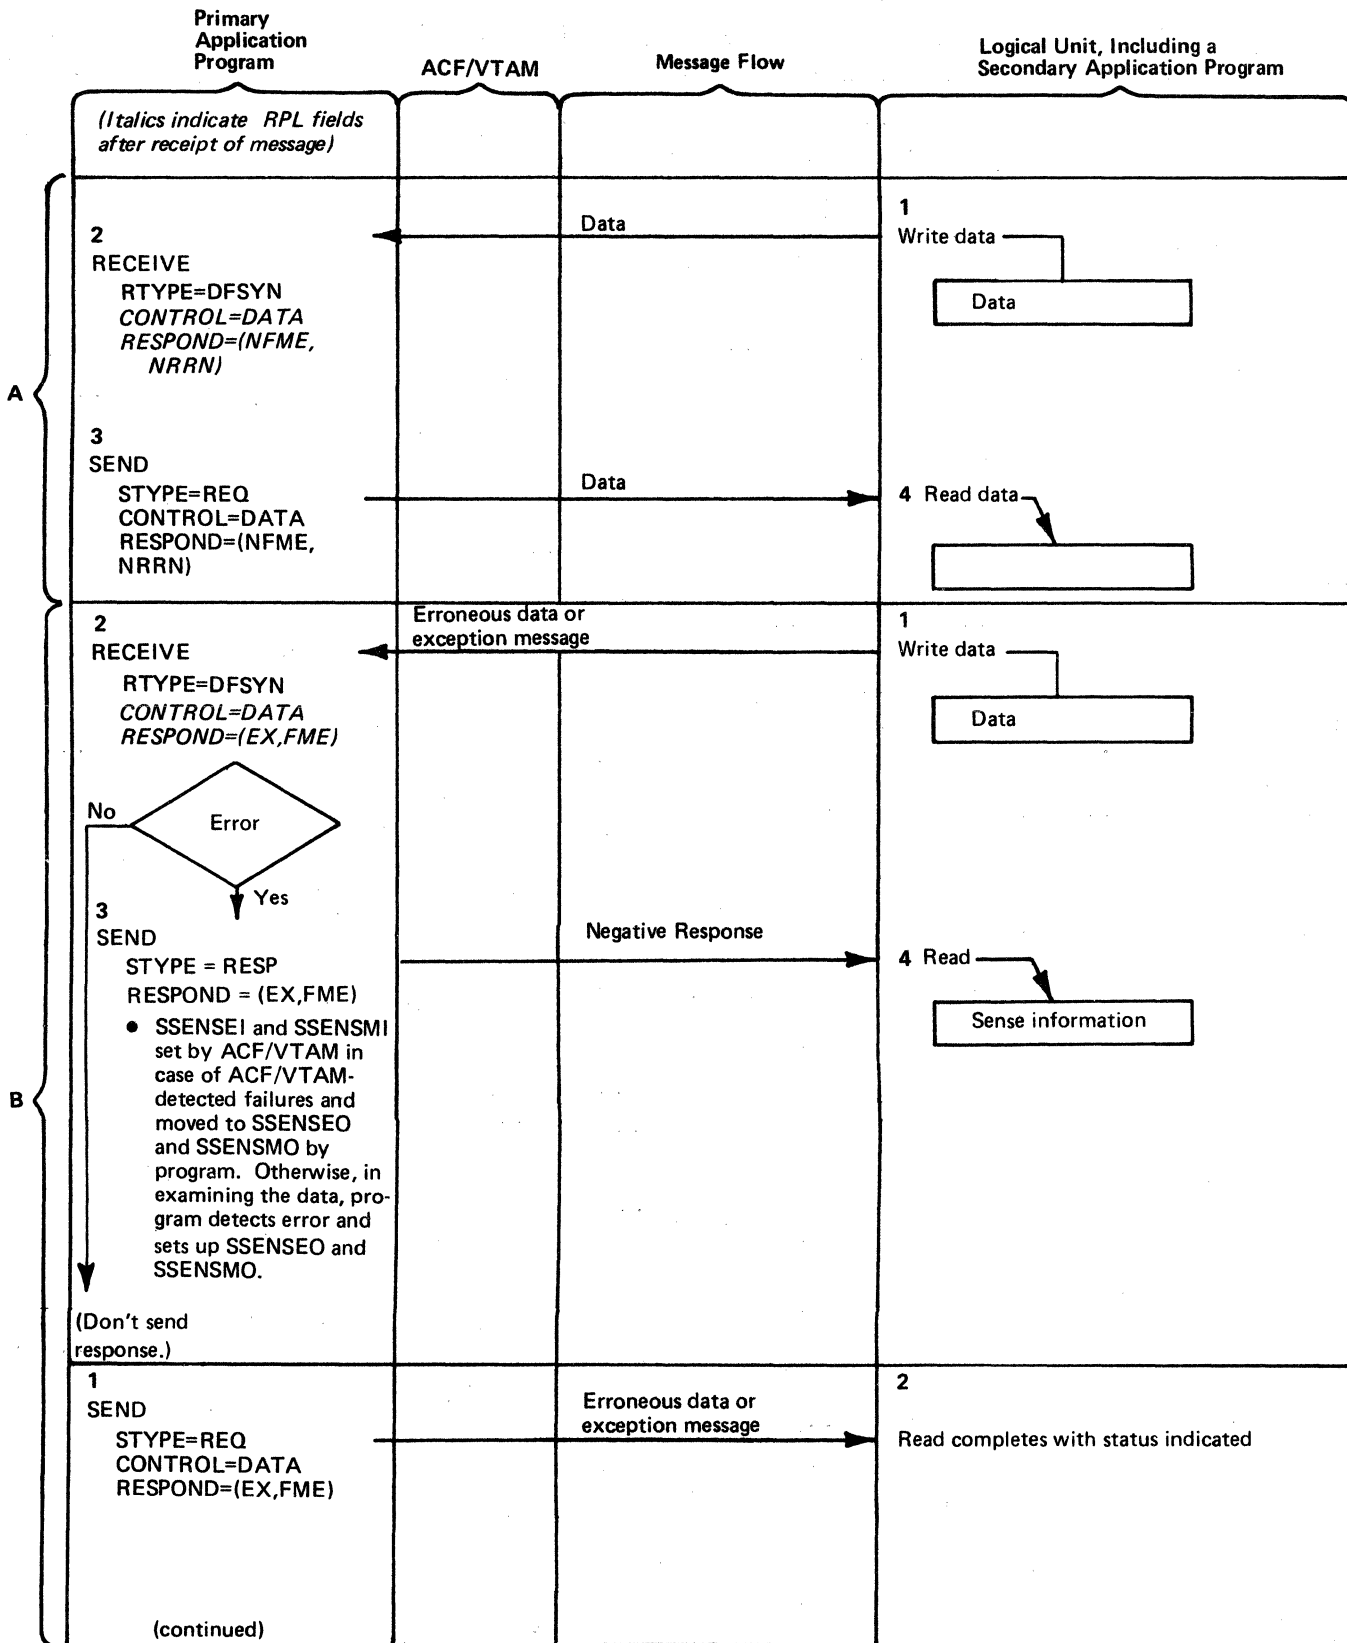 Primary
Application
Program
ACF/VTAM
Message Flow
Logical Unit, Including a
Secondary Application Program
(Italics indicate RPL fields
after receipt of message)
A
2
RECEIVE
RTYPE=DFSYN
CONTROL=DATA
RESPOND=(NFME,
NRRN)
Data
1
Write data
Data
3
SEND
STYPE=REQ
CONTROL=DATA
RESPOND=(NFME,
NRRN)
Data
4 Read data
B
2
RECEIVE
RTYPE=DFSYN
CONTROL=DATA
RESPOND=(EX,FME)
Erroneous data or
exception message
1
Write data
Data
No
Error
Yes
3
SEND
STYPE = RESP
RESPOND = (EX,FME)
● SSENSEI and SSENSMI
set by ACF/VTAM in
case of ACF/VTAM-
detected failures and
moved to SSENSEO
and SSENSMO by
program. Otherwise, in
examining the data, pro-
gram detects error and
sets up SSENSEO and
SSENSMO.
Negative Response
4 Read
Sense information
(Don't send
response.)
1
SEND
STYPE=REQ
CONTROL=DATA
RESPOND=(EX,FME)
Erroneous data or
exception message
2
Read completes with status indicated
(continued)